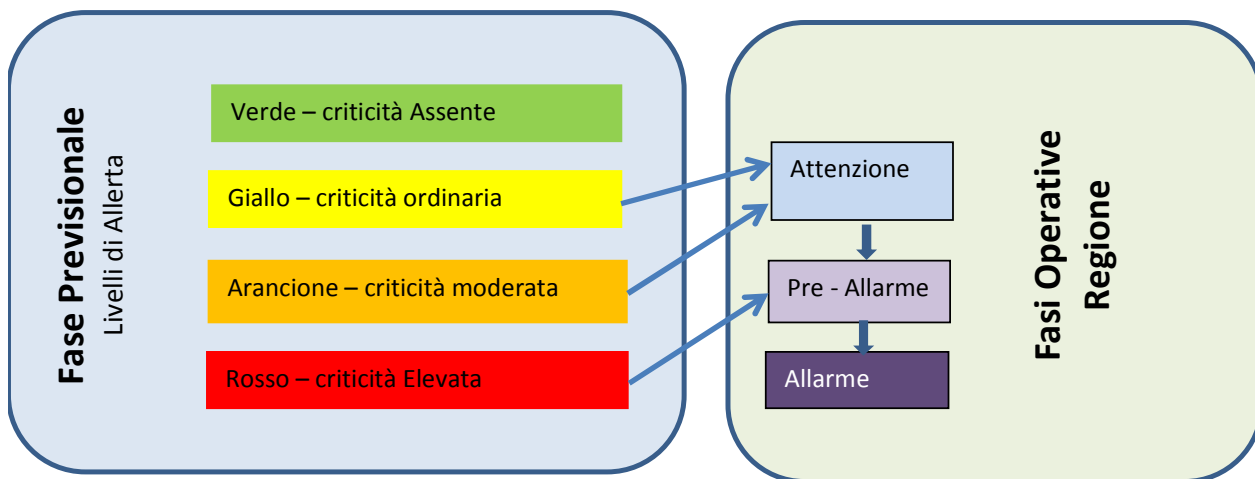 Fase Previsionale
Livelli di Allerta
Verde – criticità Assente
Giallo – criticità ordinaria
Arancione – criticità moderata
Rosso – criticità Elevata
Attenzione
Pre - Allarme
Allarme
Fasi Operative
Regione